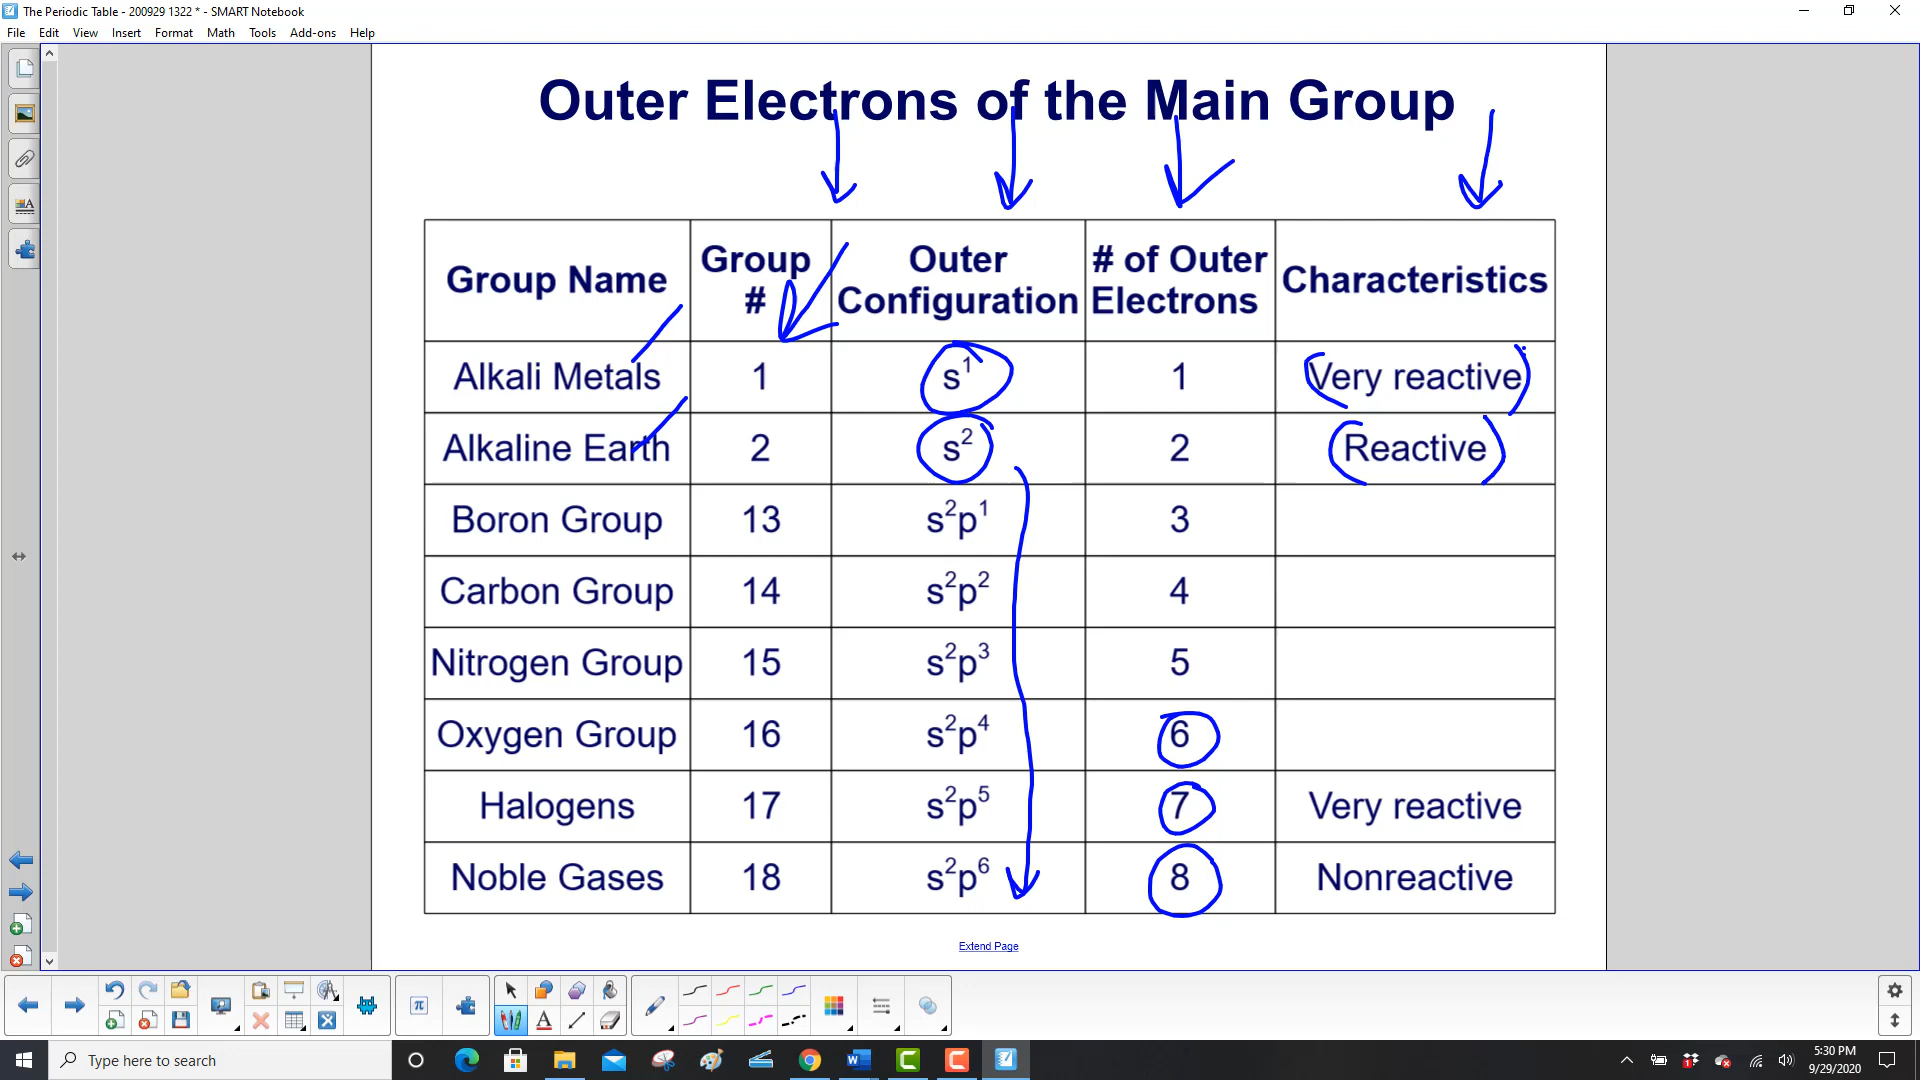 The Periodic Table - 200929 1322 * - SMART Notebook
File Edit View Insert Format Math Tools Add-ons Help
Outer Electrons of the Main Group
Group Name Group # Outer Configuration # of Outer Electrons Characteristics
Alkali Metals 1 s¹ 1 Very reactive
Alkaline Earth 2 s² 2 Reactive
Boron Group 13 s²p¹ 3
Carbon Group 14 s²p² 4
Nitrogen Group 15 s²p³ 5
Oxygen Group 16 s²p⁴ 6
Halogens 17 s²p⁵ 7 Very reactive
Noble Gases 18 s²p⁶ 8 Nonreactive
Extend Page
π
A
Type here to search
5:30 PM
9/29/2020